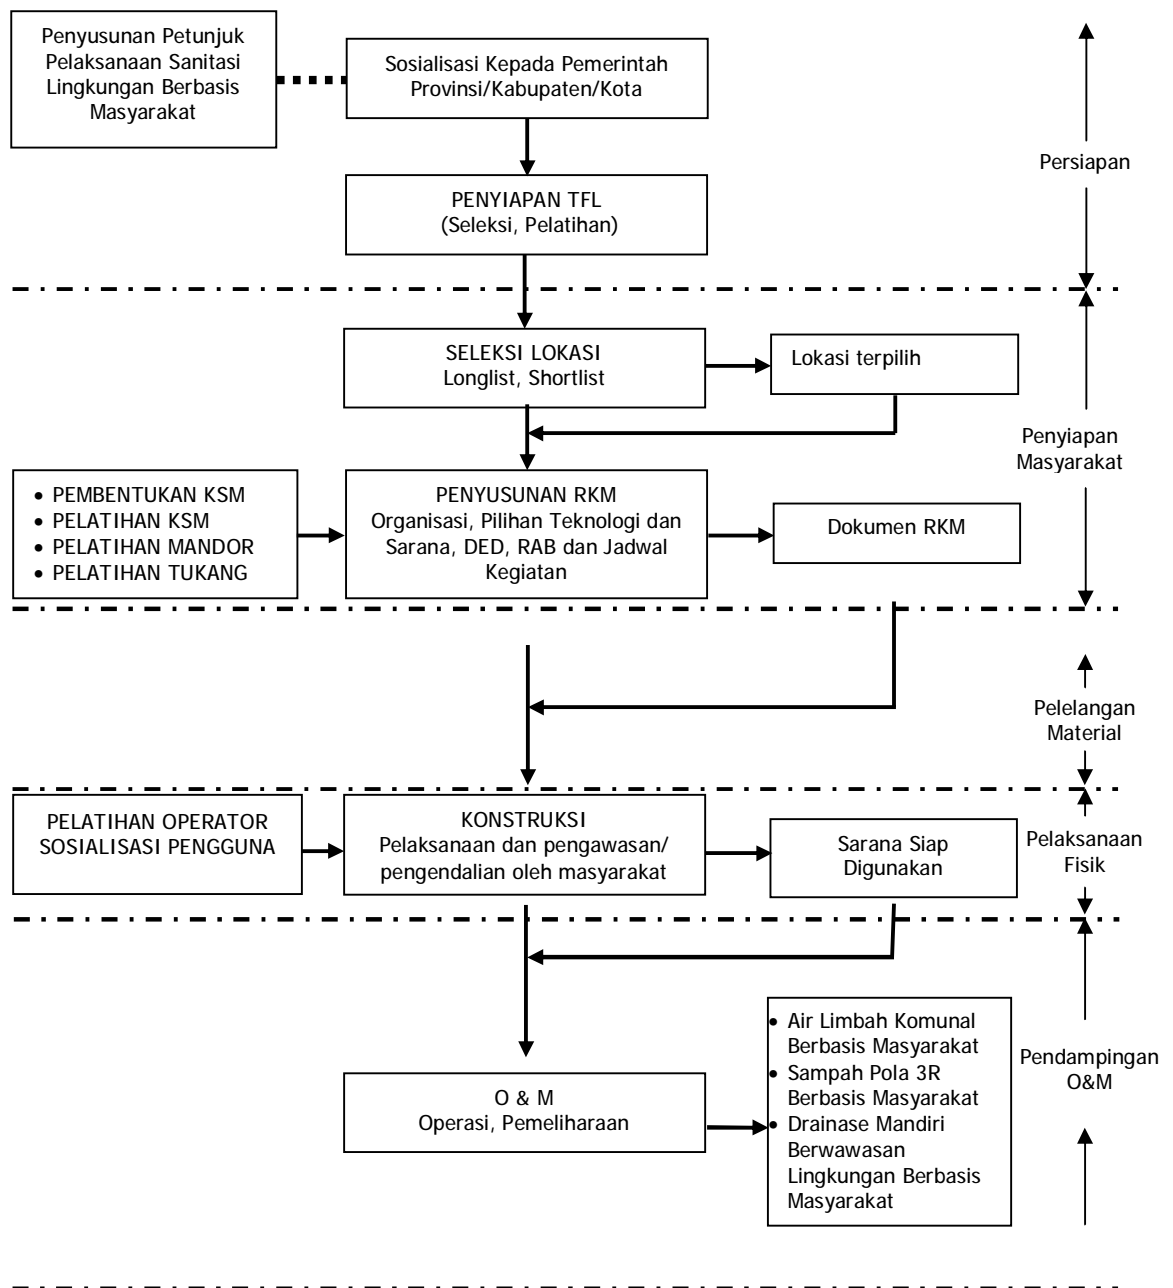 Penyusunan Petunjuk
Pelaksanaan Sanitasi
Lingkungan Berbasis
Masyarakat
Sosialisasi Kepada Pemerintah
Provinsi/Kabupaten/Kota
Persiapan
PENYIAPAN TFL
(Seleksi, Pelatihan)
SELEKSI LOKASI
Longlist, Shortlist
Lokasi terpilih
Penyiapan
Masyarakat
• PEMBENTUKAN KSM
• PELATIHAN KSM
• PELATIHAN MANDOR
• PELATIHAN TUKANG
PENYUSUNAN RKM
Organisasi, Pilihan Teknologi dan
Sarana, DED, RAB dan Jadwal
Kegiatan
Dokumen RKM
Pelelangan
Material
PELATIHAN OPERATOR
SOSIALISASI PENGGUNA
KONSTRUKSI
Pelaksanaan dan pengawasan/
pengendalian oleh masyarakat
Sarana Siap
Digunakan
Pelaksanaan
Fisik
O & M
Operasi, Pemeliharaan
• Air Limbah Komunal
Berbasis Masyarakat
• Sampah Pola 3R
Berbasis Masyarakat
• Drainase Mandiri
Berwawasan
Lingkungan Berbasis
Masyarakat
Pendampingan
O&M